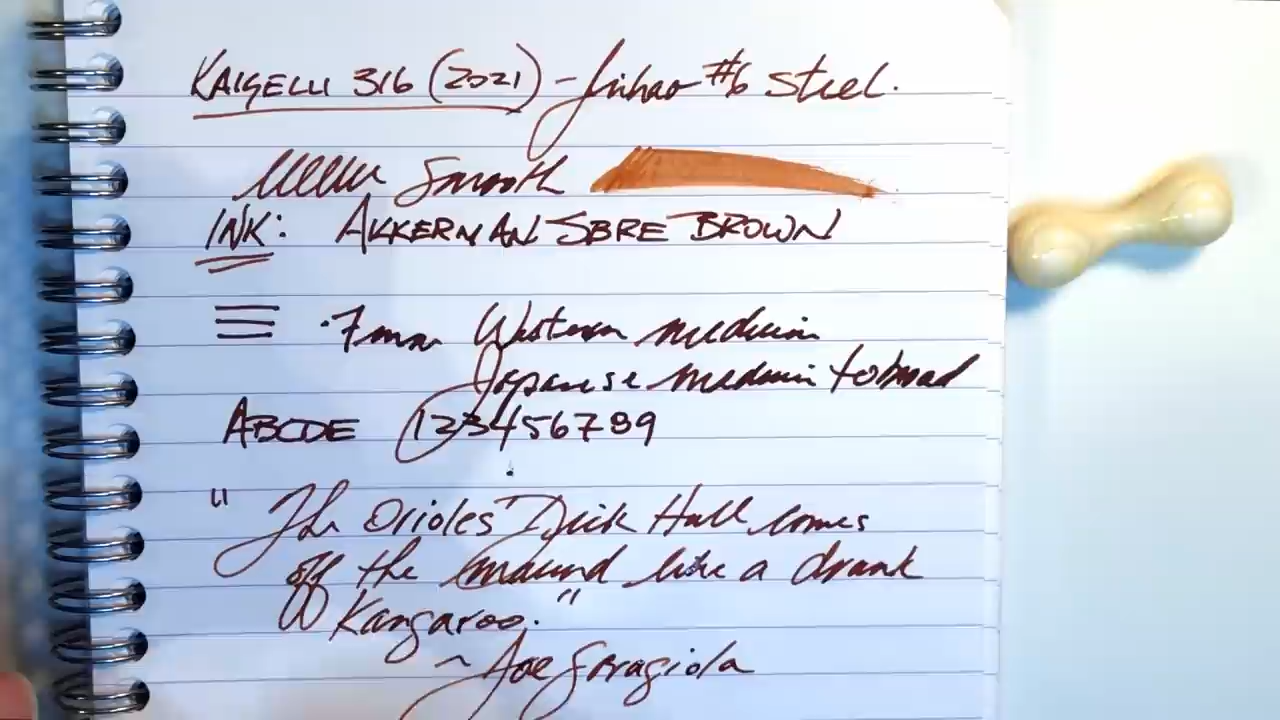 KAIGELU 316 (2021) - Jinhao #6 Steel.
Smooth
INK: AKKERMAN SBRE BROWN
.7mm Western medium
Japanese medium to broad
ABCDE 123456789
" The Orioles' Dick Hall comes
off the mound like a drunk
Kangaroo."
~ Joe Garagiola